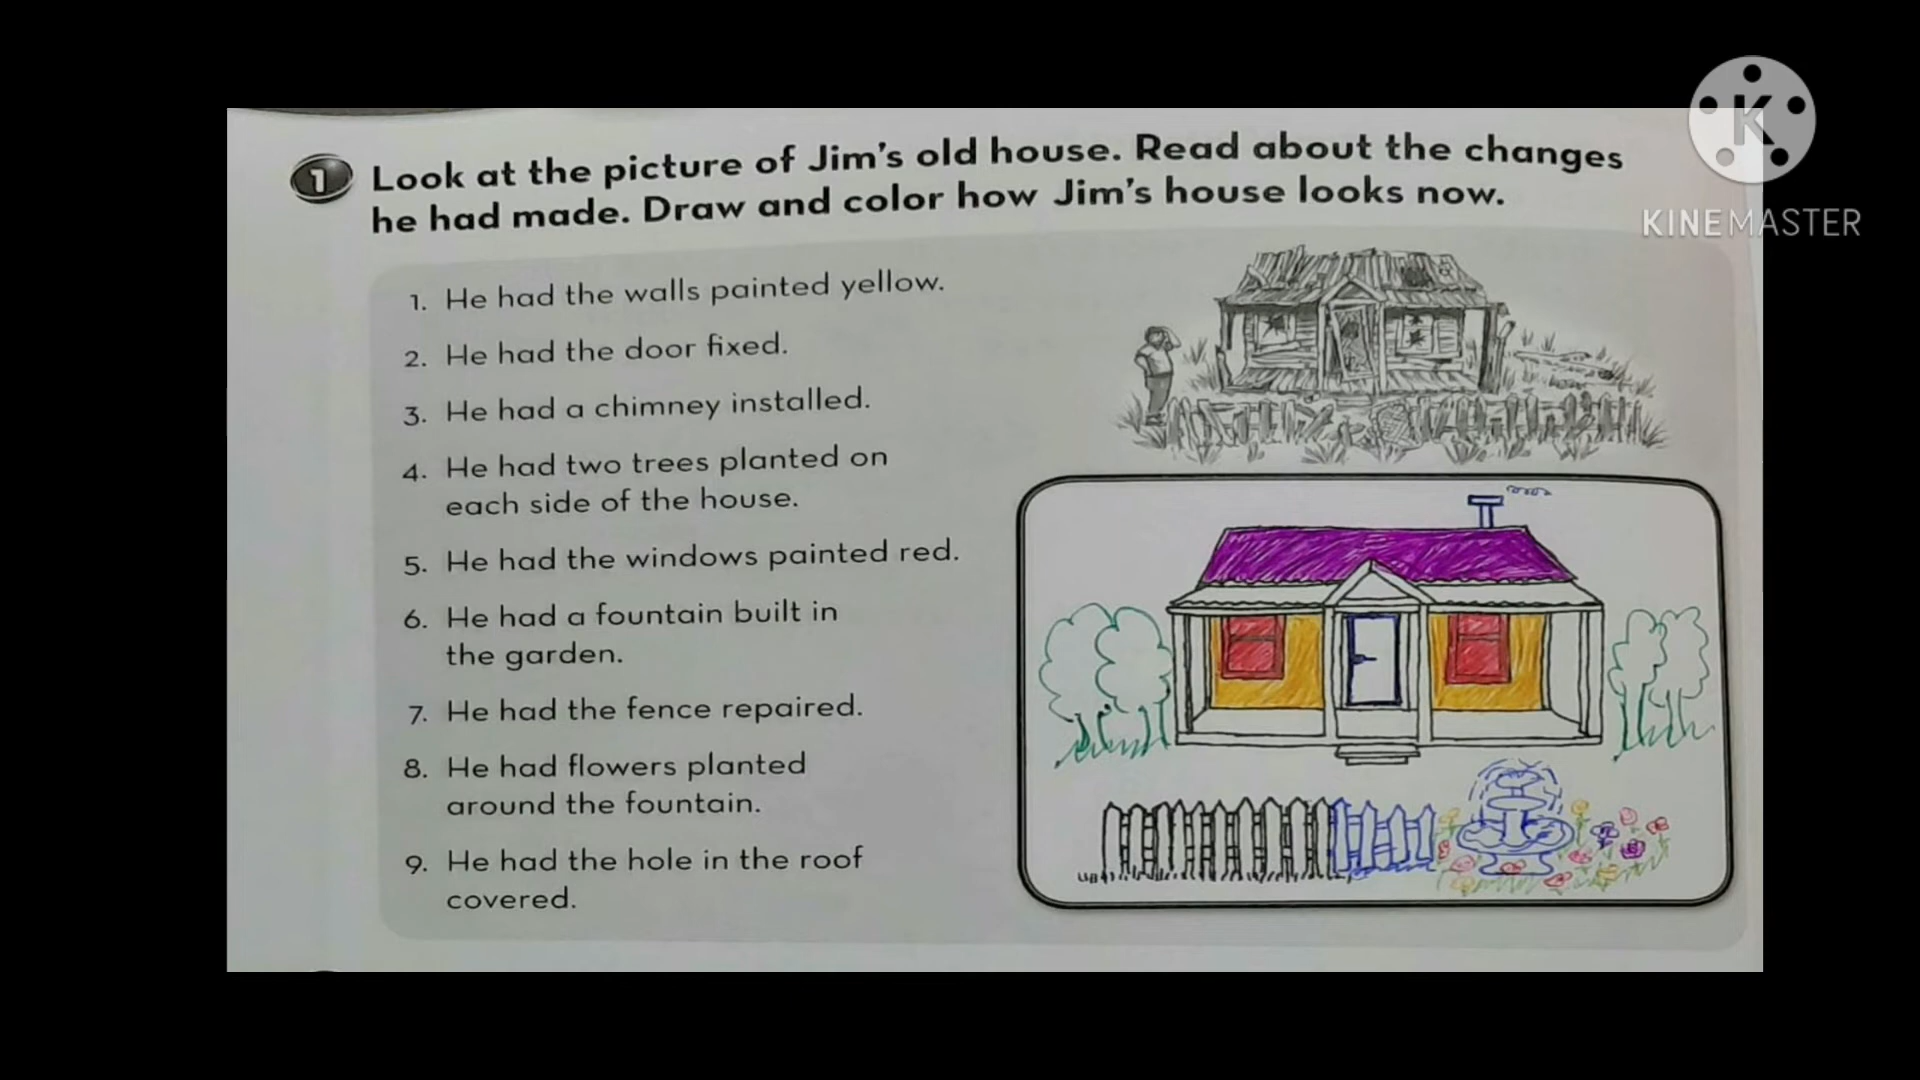 1 Look at the picture of Jim's old house. Read about the changes
he had made. Draw and color how Jim's house looks now.
1. He had the walls painted yellow.
2. He had the door fixed.
3. He had a chimney installed.
4. He had two trees planted on
each side of the house.
5. He had the windows painted red.
6. He had a fountain built in
the garden.
7. He had the fence repaired.
8. He had flowers planted
around the fountain.
9. He had the hole in the roof
covered.
K
KINEMASTER